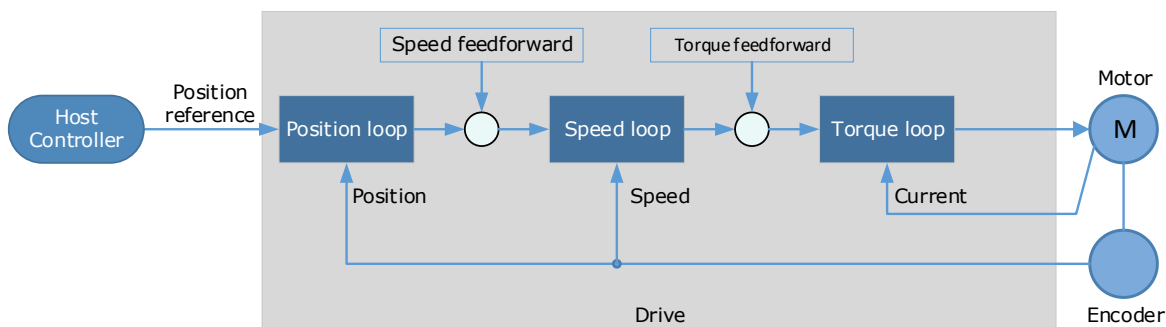 Speed feedforward
Torque feedforward
Motor
Position
reference
Host
Controller
Position loop
Speed loop
Torque loop
M
Position
Speed
Current
Drive
Encoder